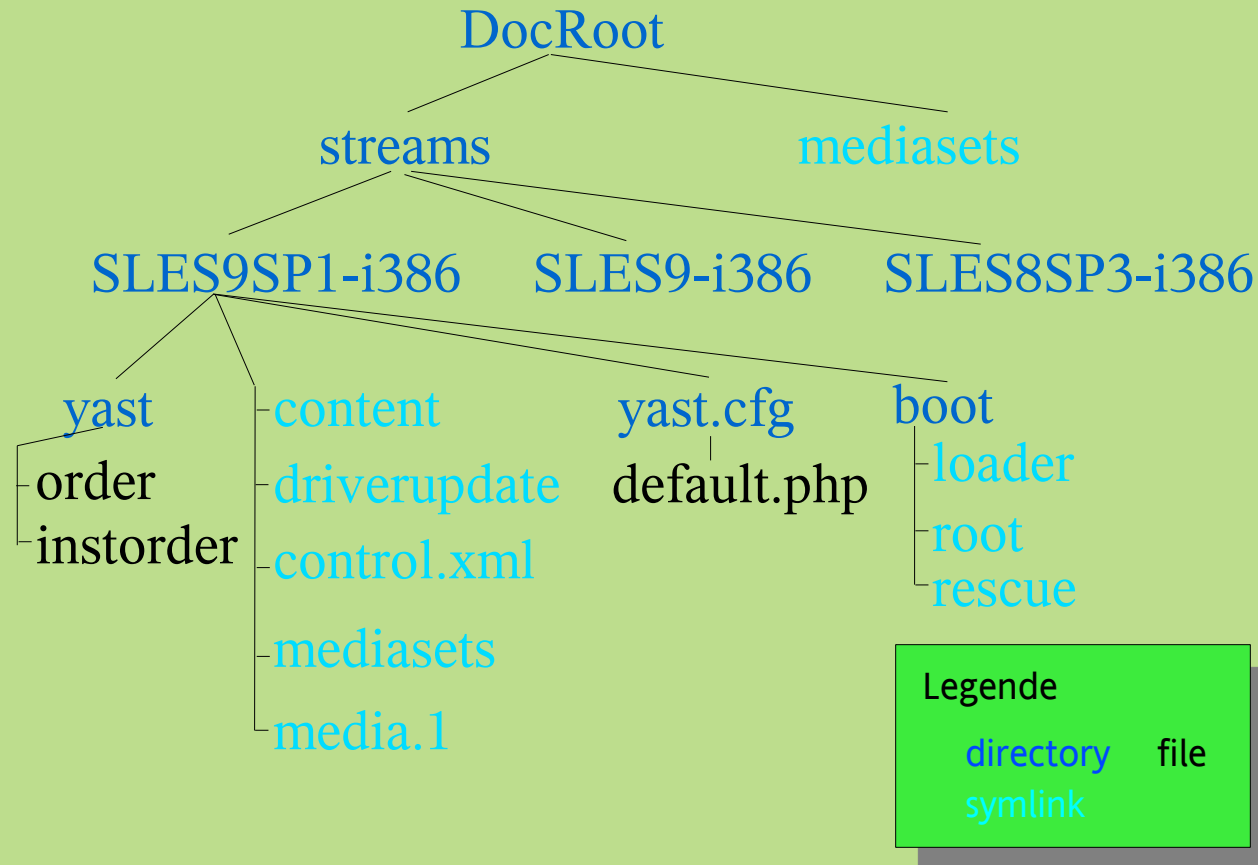 DocRoot
streams mediasets
SLES9SP1-i386 SLES9-i386 SLES8SP3-i386
yast content yast.cfg boot
order driverupdate default.php loader
instorder control.xml root
rescue
mediasets
media.1
Legende
directory file
symlink